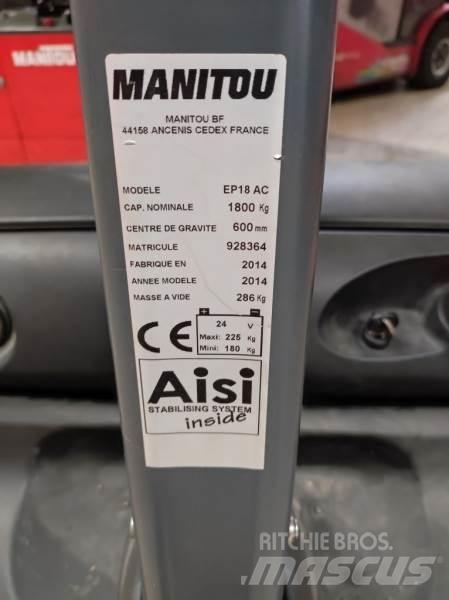 MANITOU
MANITOU
MANITOU BF
44158 ANCENIS CEDEX FRANCE
MODELE EP18 AC
CAP. NOMINALE 1800 Kg
CENTRE DE GRAVITE 600 mm
MATRICULE 928364
FABRIQUE EN 2014
ANNEE MODELE 2014
MASSE A VIDE 286 Kg
+ -
CE
24 V
Maxi: 225 Kg
Mini: 180 Kg
Aisi
STABILISING SYSTEM
inside
RITCHIE BROS.
MASCUS